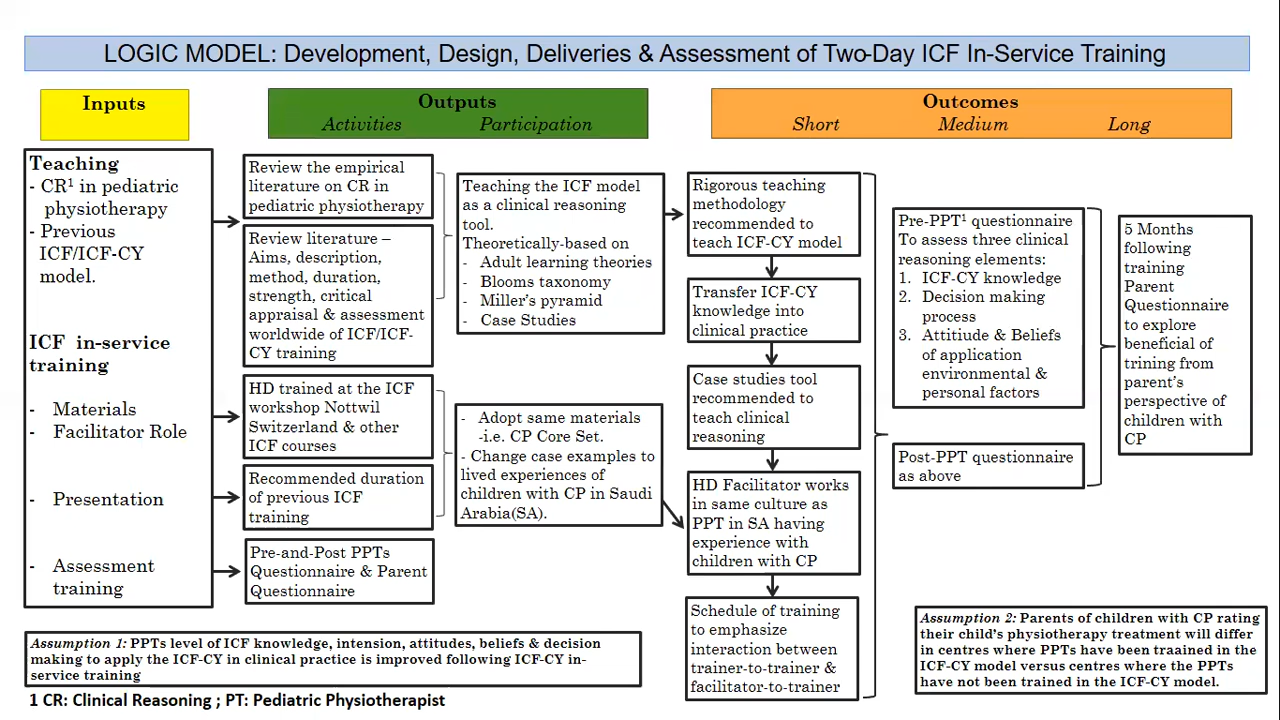 LOGIC MODEL: Development, Design, Deliveries & Assessment of Two-Day ICF In-Service Training
Inputs
Outputs
Activities Participation
Outcomes
Short Medium Long
Teaching
- CR¹ in pediatric
physiotherapy
- Previous
ICF/ICF-CY
model.
ICF in-service
training
- Materials
- Facilitator Role
- Presentation
- Assessment
training
Review the empirical
literature on CR in
pediatric physiotherapy
Review literature –
Aims, description,
method, duration,
strength, critical
appraisal & assessment
worldwide of ICF/ICF-
CY training
HD trained at the ICF
workshop Nottwil
Switzerland & other
ICF courses
Recommended duration
of previous ICF
training
Pre-and-Post PPTs
Questionnaire & Parent
Questionnaire
Teaching the ICF model
as a clinical reasoning
tool.
Theoretically-based on
- Adult learning theories
- Blooms taxonomy
- Miller's pyramid
- Case Studies
- Adopt same materials
-i.e. CP Core Set.
- Change case examples to
lived experiences of
children with CP in Saudi
Arabia(SA).
Rigorous teaching
methodology
recommended to
teach ICF-CY model
Transfer ICF-CY
knowledge into
clinical practice
Case studies tool
recommended to
teach clinical
reasoning
HD Facilitator works
in same culture as
PPT in SA having
experience with
children with CP
Schedule of training
to emphasize
interaction between
trainer-to-trainer &
facilitator-to-trainer
Pre-PPT¹ questionnaire
To assess three clinical
reasoning elements:
1. ICF-CY knowledge
2. Decision making
process
3. Attitiude & Beliefs
of application
environmental &
personal factors
Post-PPT questionnaire
as above
5 Months
following
training
Parent
Questionnaire
to explore
beneficial of
trining from
parent's
perspective of
children with
CP
Assumption 1: PPTs level of ICF knowledge, intension, attitudes, beliefs & decision
making to apply the ICF-CY in clinical practice is improved following ICF-CY in-
service training
Assumption 2: Parents of children with CP rating
their child's physiotherapy treatment will differ
in centres where PPTs have been traained in the
ICF-CY model versus centres where the PPTs
have not been trained in the ICF-CY model.
1 CR: Clinical Reasoning ; PT: Pediatric Physiotherapist